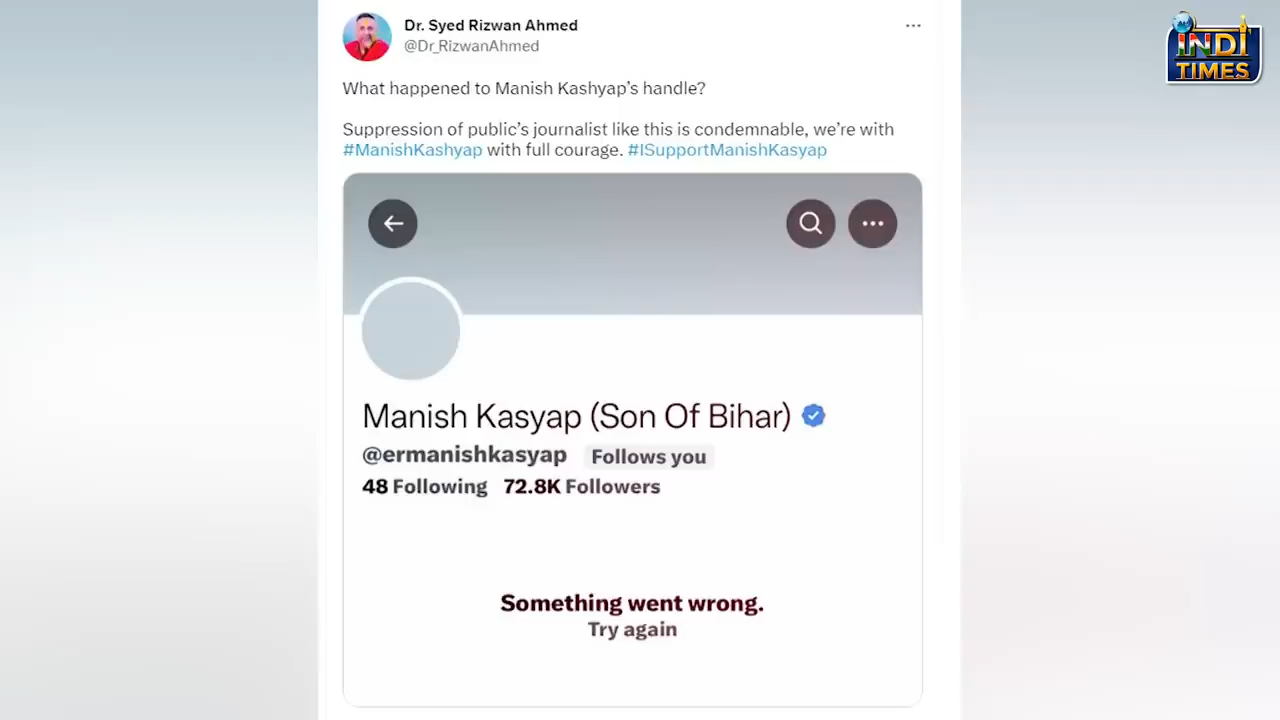 Dr. Syed Rizwan Ahmed
@Dr_RizwanAhmed
INDI
TIMES
What happened to Manish Kashyap's handle?
Suppression of public's journalist like this is condemnable, we're with
#ManishKashyap with full courage. #ISupportManishKasyap
Manish Kasyap (Son Of Bihar)
@ermanishkasyap Follows you
48 Following 72.8K Followers
Something went wrong.
Try again